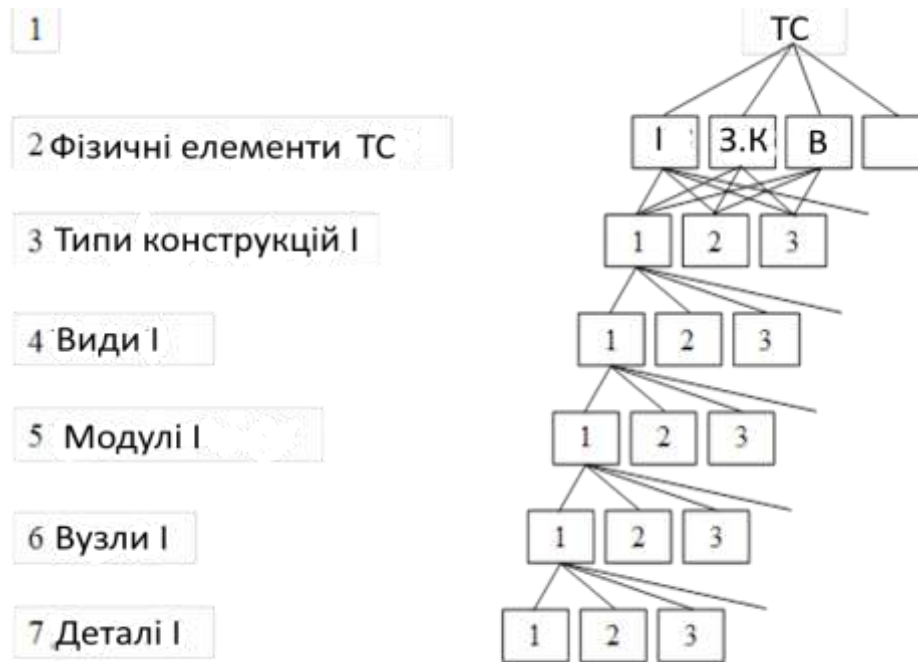 1
ТС
2 Фізичні елементи ТС
І З.К В
3 Типи конструкцій І
1 2 3
4 Види І
1 2 3
5 Модулі І
1 2 3
6 Вузли І
1 2 3
7 Деталі І
1 2 3